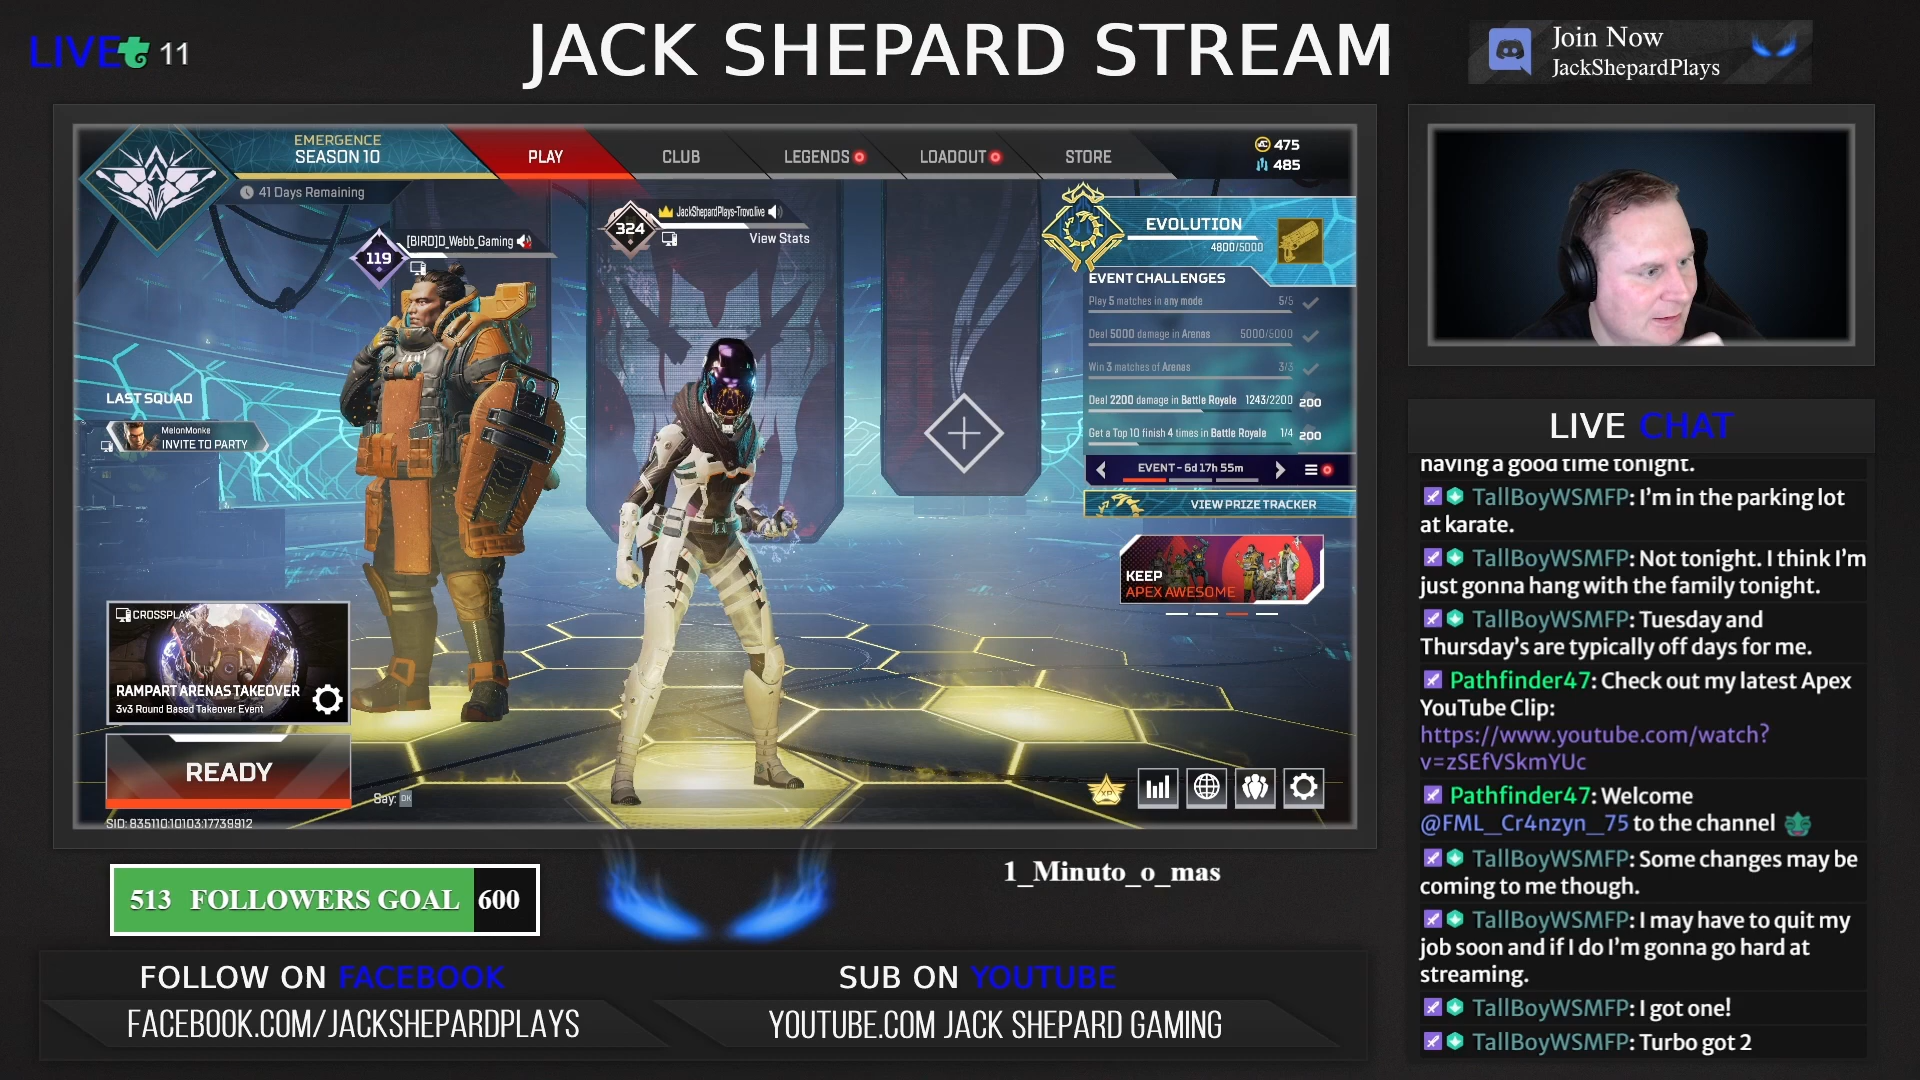 LIVE 11
JACK SHEPARD STREAM
Join Now
JackShepardPlays
EMERGENCE
SEASON 10
PLAY
CLUB
LEGENDS
LOADOUT
STORE
475
485
41 Days Remaining
119
[BIRD]D_Webb_Gaming
324
JackShepardPlays-Trovo.live
View Stats
EVOLUTION
4800/5000
EVENT CHALLENGES
Play 5 matches in any mode 5/5
Deal 5000 damage in Arenas 5000/5000
Win 3 matches of Arenas 3/3
Deal 2200 damage in Battle Royale 1243/2200 200
Get a Top 10 finish 4 times in Battle Royale 1/4 200
EVENT - 6d 17h 55m
VIEW PRIZE TRACKER
KEEP
APEX AWESOME
LAST SQUAD
MelonMonke
INVITE TO PARTY
CROSSPLAY
RAMPART ARENAS TAKEOVER
3v3 Round Based Takeover Event
READY
Say: OK
SID: 835110:10103:17739912
XP
LIVE CHAT
having a good time tonight.
TallBoyWSMFP: I'm in the parking lot
at karate.
TallBoyWSMFP: Not tonight. I think I'm
just gonna hang with the family tonight.
TallBoyWSMFP: Tuesday and
Thursday's are typically off days for me.
Pathfinder47: Check out my latest Apex
YouTube Clip:
https://www.youtube.com/watch?
v=zSEfVSkmYUc
Pathfinder47: Welcome
@FML__Cr4nzyn__75 to the channel
TallBoyWSMFP: Some changes may be
coming to me though.
TallBoyWSMFP: I may have to quit my
job soon and if I do I'm gonna go hard at
streaming.
TallBoyWSMFP: I got one!
TallBoyWSMFP: Turbo got 2
513 FOLLOWERS GOAL 600
1_Minuto_o_mas
FOLLOW ON FACEBOOK
FACEBOOK.COM/JACKSHEPARDPLAYS
SUB ON YOUTUBE
YOUTUBE.COM JACK SHEPARD GAMING